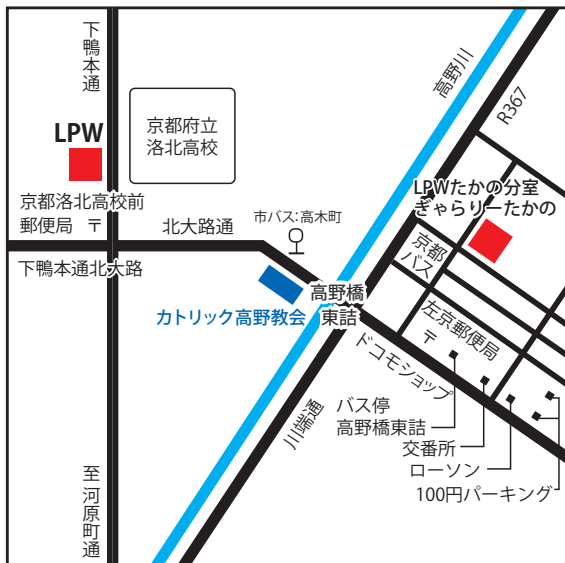 下鴨本通
LPW
京都府立
洛北高校
高野川
R367
京都洛北高校前
郵便局 〒
北大路通
市バス:高木町
LPWたかの分室
ぎゃらりーたかの
京都
バス
下鴨本通北大路
カトリック高野教会
高野橋
東詰
左京郵便局
〒
ドコモショップ
川端通
バス停
高野橋東詰
交番所
ローソン
100円パーキング
至河原町通